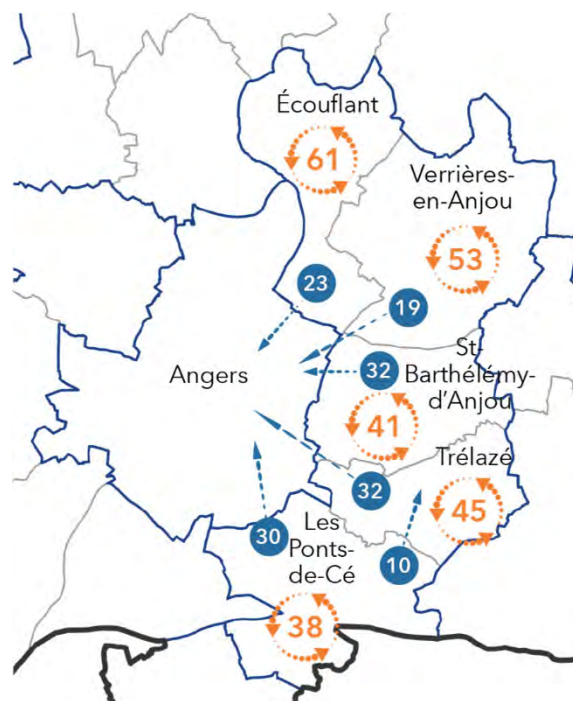 Écouflant
61
Verrières-
en-Anjou
53
23
19
Angers
32
St-
Barthélémy-
d'Anjou
41
Trélazé
32
45
30
Les
Ponts-
de-Cé
10
38